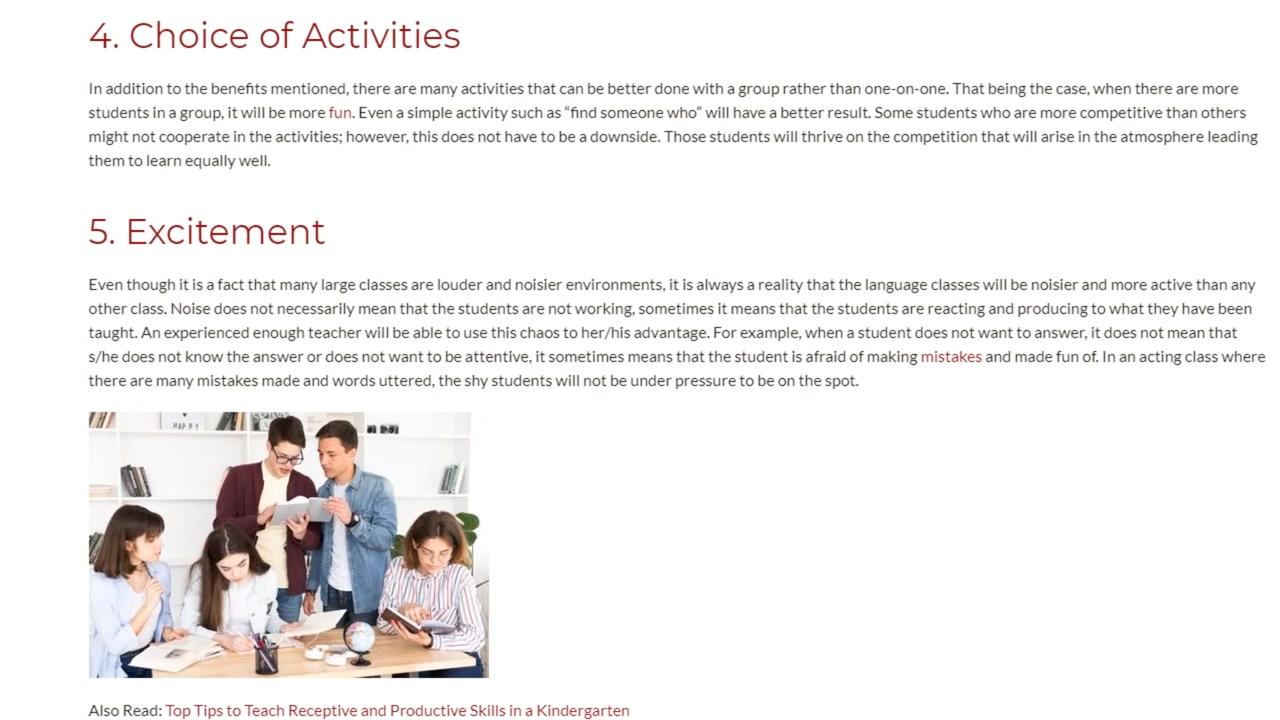 4. Choice of Activities
In addition to the benefits mentioned, there are many activities that can be better done with a group rather than one-on-one. That being the case, when there are more
students in a group, it will be more fun. Even a simple activity such as “find someone who” will have a better result. Some students who are more competitive than others
might not cooperate in the activities; however, this does not have to be a downside. Those students will thrive on the competition that will arise in the atmosphere leading
them to learn equally well.
5. Excitement
Even though it is a fact that many large classes are louder and noisier environments, it is always a reality that the language classes will be noisier and more active than any
other class. Noise does not necessarily mean that the students are not working, sometimes it means that the students are reacting and producing to what they have been
taught. An experienced enough teacher will be able to use this chaos to her/his advantage. For example, when a student does not want to answer, it does not mean that
s/he does not know the answer or does not want to be attentive, it sometimes means that the student is afraid of making mistakes and made fun of. In an acting class where
there are many mistakes made and words uttered, the shy students will not be under pressure to be on the spot.
HAPPY
Also Read: Top Tips to Teach Receptive and Productive Skills in a Kindergarten